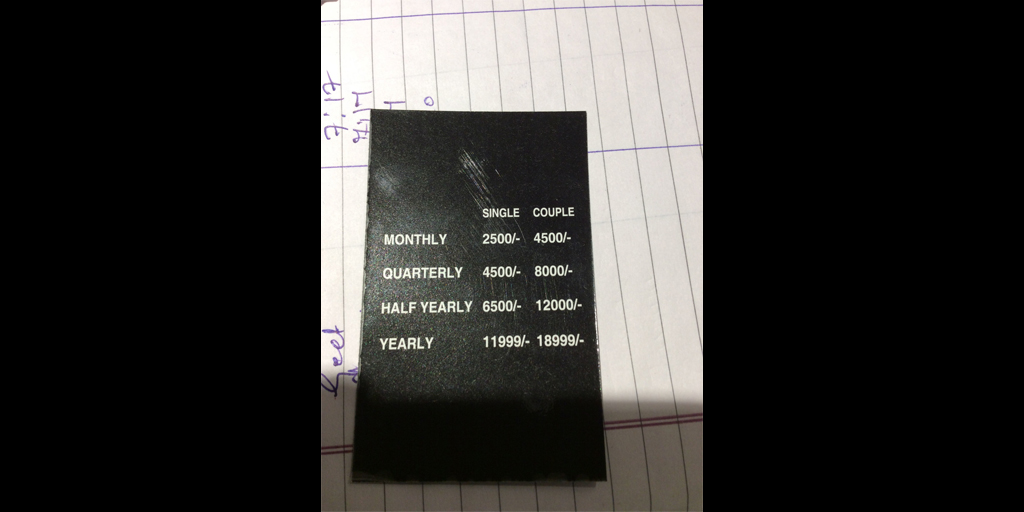 SINGLE COUPLE
MONTHLY 2500/- 4500/-
QUARTERLY 4500/- 8000/-
HALF YEARLY 6500/- 12000/-
YEARLY 11999/- 18999/-